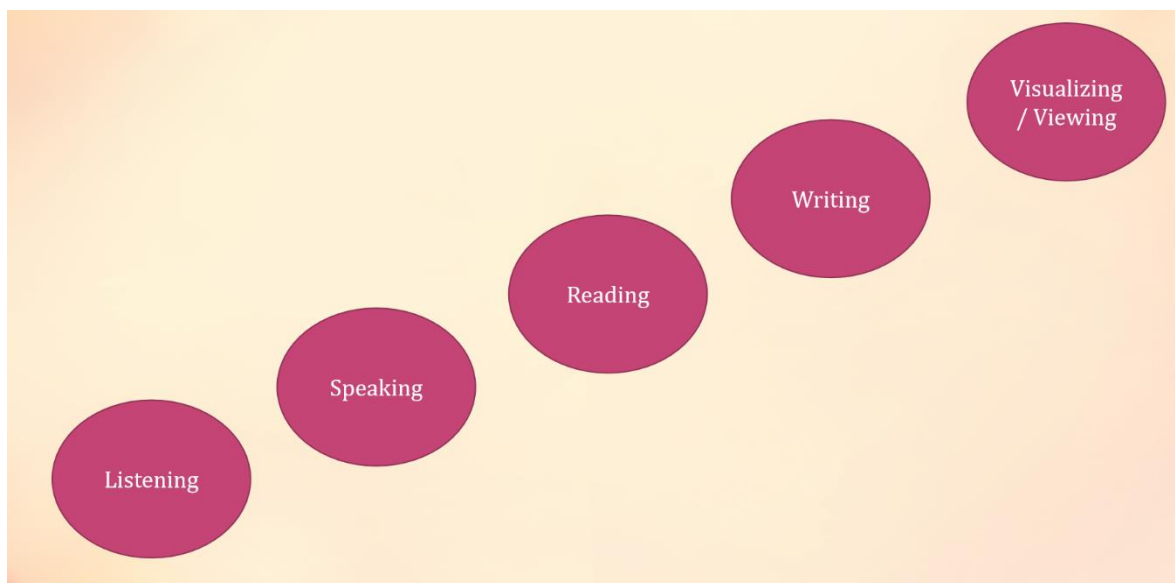 Visualizing
/ Viewing
Writing
Reading
Speaking
Listening